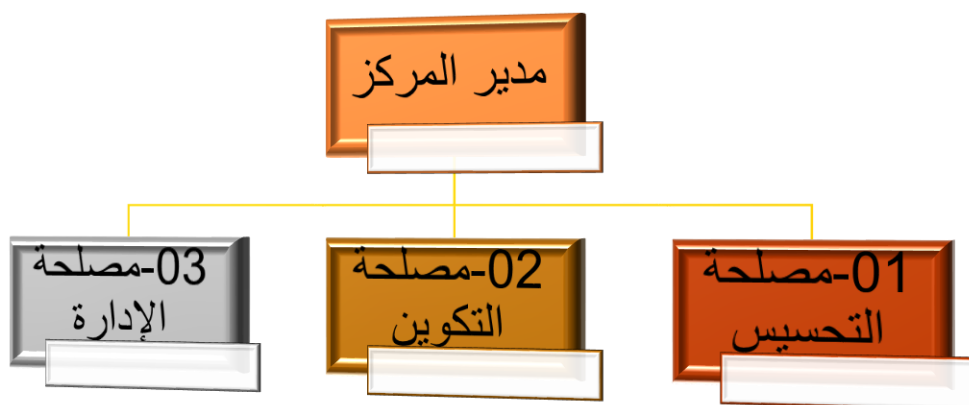 مدير المركز
01-مصلحة
التحسيس
02-مصلحة
التكوين
03-مصلحة
الإدارة